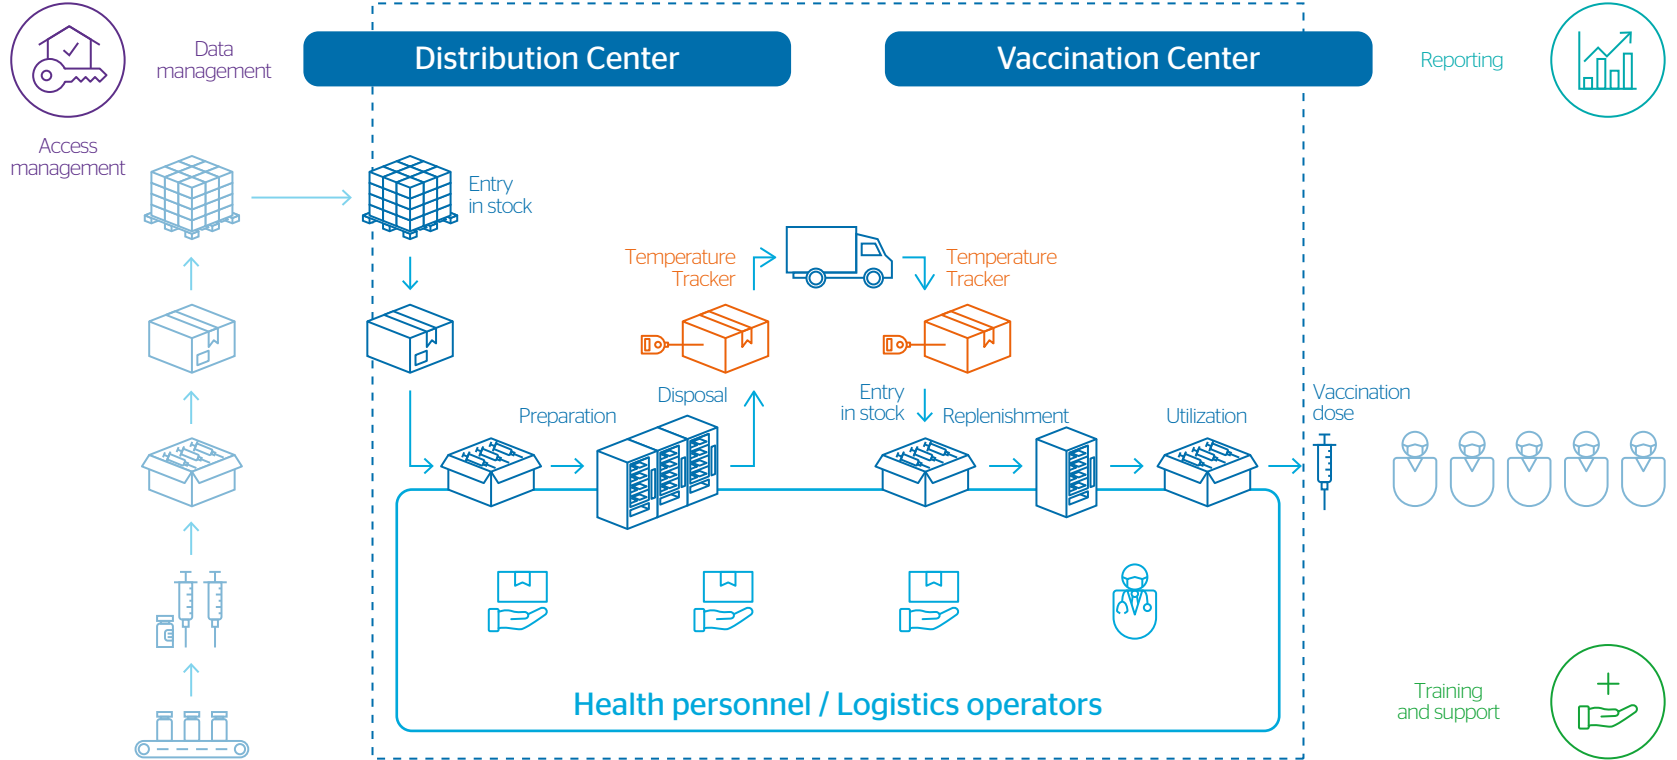 Data
management
Distribution Center
Vaccination Center
Reporting
Access
management
Entry
in stock
Temperature
Tracker
Temperature
Tracker
Preparation
Disposal
Entry
in stock
Replenishment
Utilization
Vaccination
dose
Health personnel / Logistics operators
Training
and support